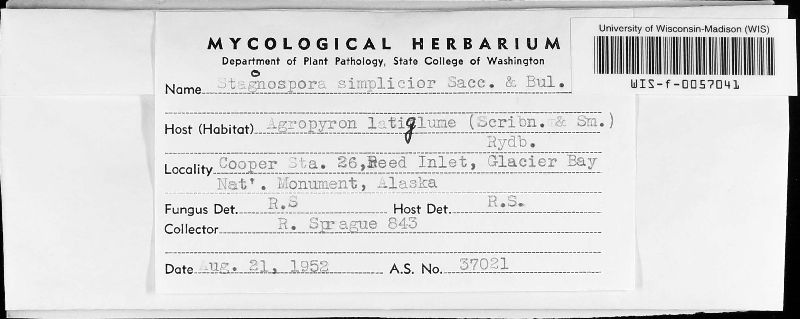 University of Wisconsin-Madison (WIS)
WIS-f-0057041
MYCOLOGICAL HERBARIUM
Department of Plant Pathology, State College of Washington
Name Stagonospora simplicior Sacc. & Bul.
Host (Habitat) Agropyron latiglume (Scribn. & Sm.)
Rydb.
Locality Cooper Sta. 26, Reed Inlet, Glacier Bay
Nat'. Monument, Alaska
Fungus Det. R.S Host Det. R.S.
Collector R. Sprague 843
Date Aug. 21, 1952 A.S. No. 37021